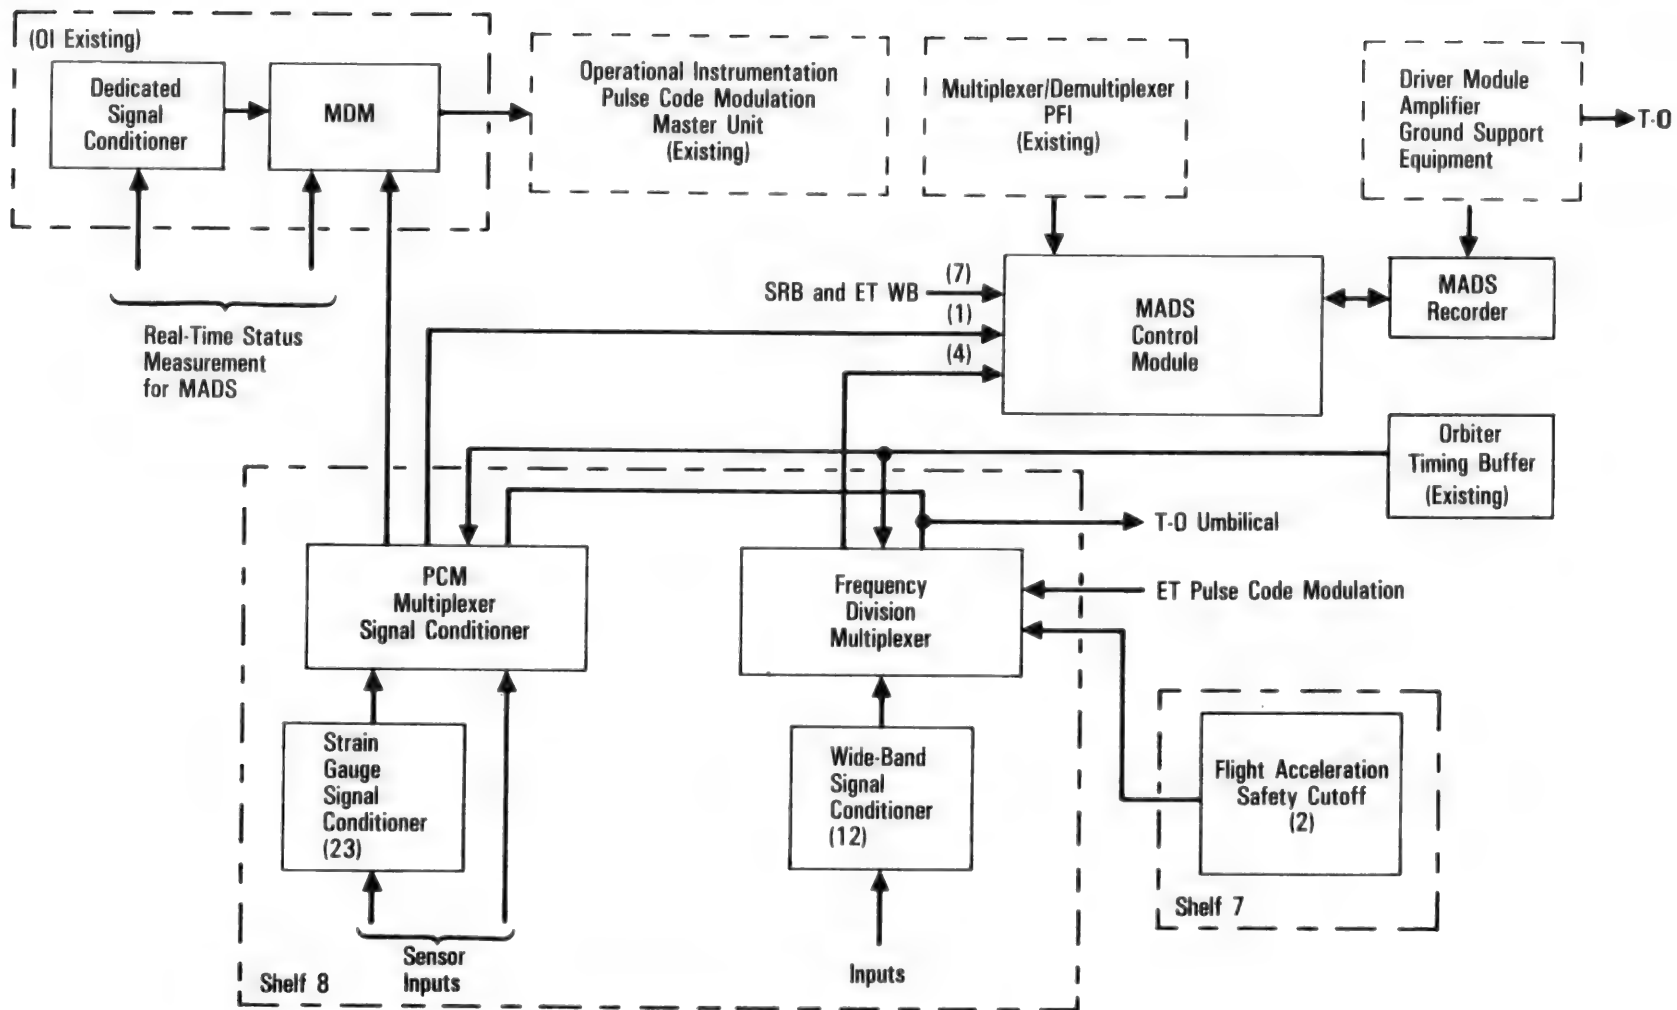 (OI Existing)
Dedicated
Signal
Conditioner
MDM
Operational Instrumentation
Pulse Code Modulation
Master Unit
(Existing)
Multiplexer/Demultiplexer
PFI
(Existing)
Driver Module
Amplifier
Ground Support
Equipment
T-0
Real-Time Status
Measurement
for MADS
SRB and ET WB
(7)
(1)
(4)
MADS
Control
Module
MADS
Recorder
Orbiter
Timing Buffer
(Existing)
T-0 Umbilical
PCM
Multiplexer
Signal Conditioner
Frequency
Division
Multiplexer
ET Pulse Code Modulation
Strain
Gauge
Signal
Conditioner
(23)
Wide-Band
Signal
Conditioner
(12)
Flight Acceleration
Safety Cutoff
(2)
Shelf 7
Sensor
Inputs
Inputs
Shelf 8